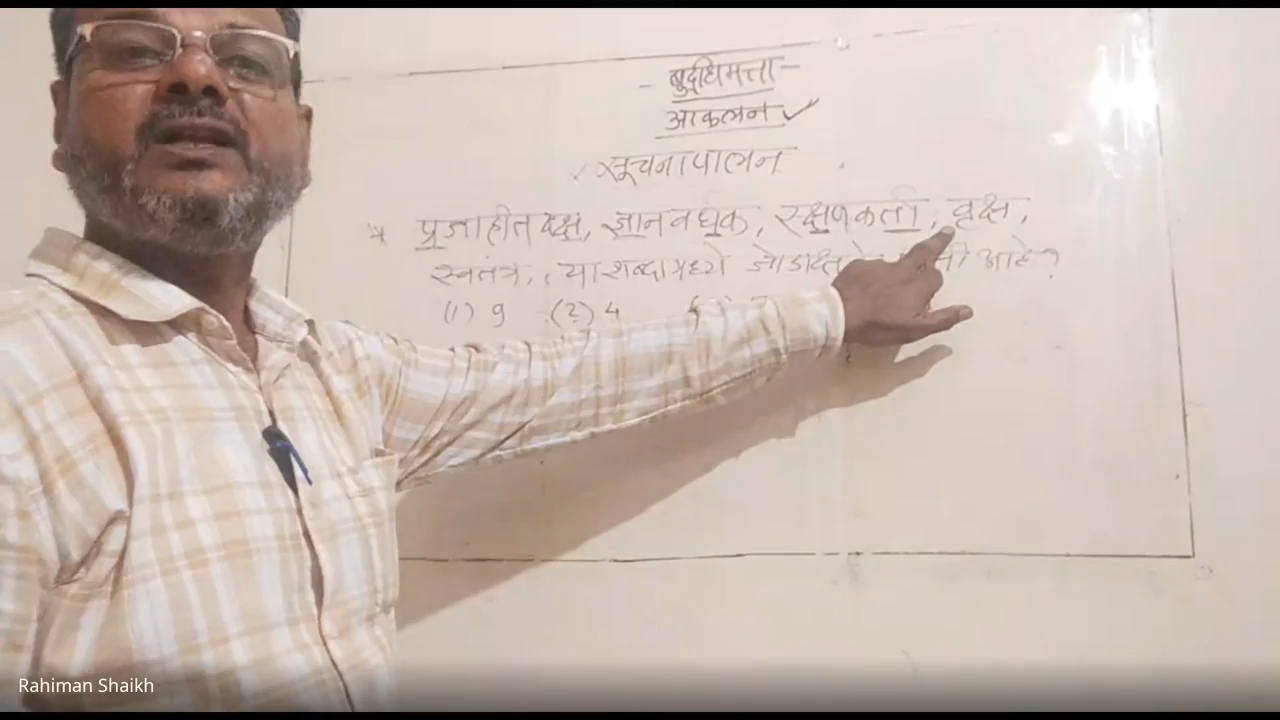 - बुद्धिमत्ता -
आकलन ✓
सूचनापालन
* प्रजाहीतदक्ष, ज्ञानवर्धक, रक्षणकर्ता, वृक्ष,
स्वतंत्र, या शब्दामध्ये आहे?
(1) 9 (2) 4
Rahiman Shaikh